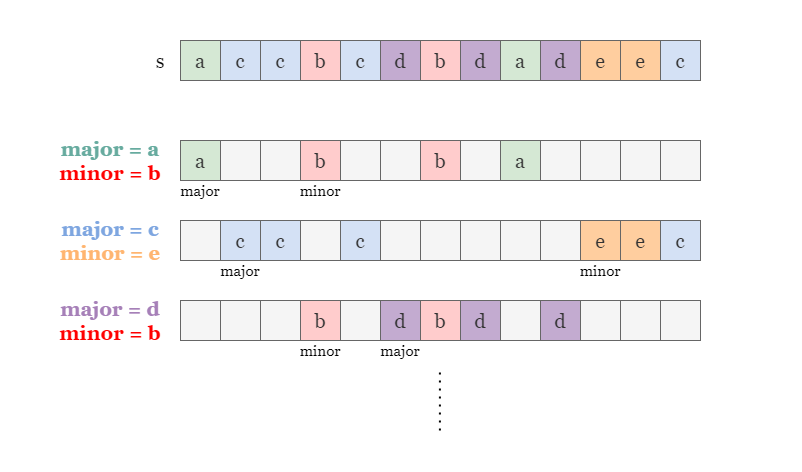 s a c c b c d b d a d e e c
major = a
minor = b
a b b a
major minor
major = c
minor = e
c c c e e c
major minor
major = d
minor = b
b d b d d
minor major